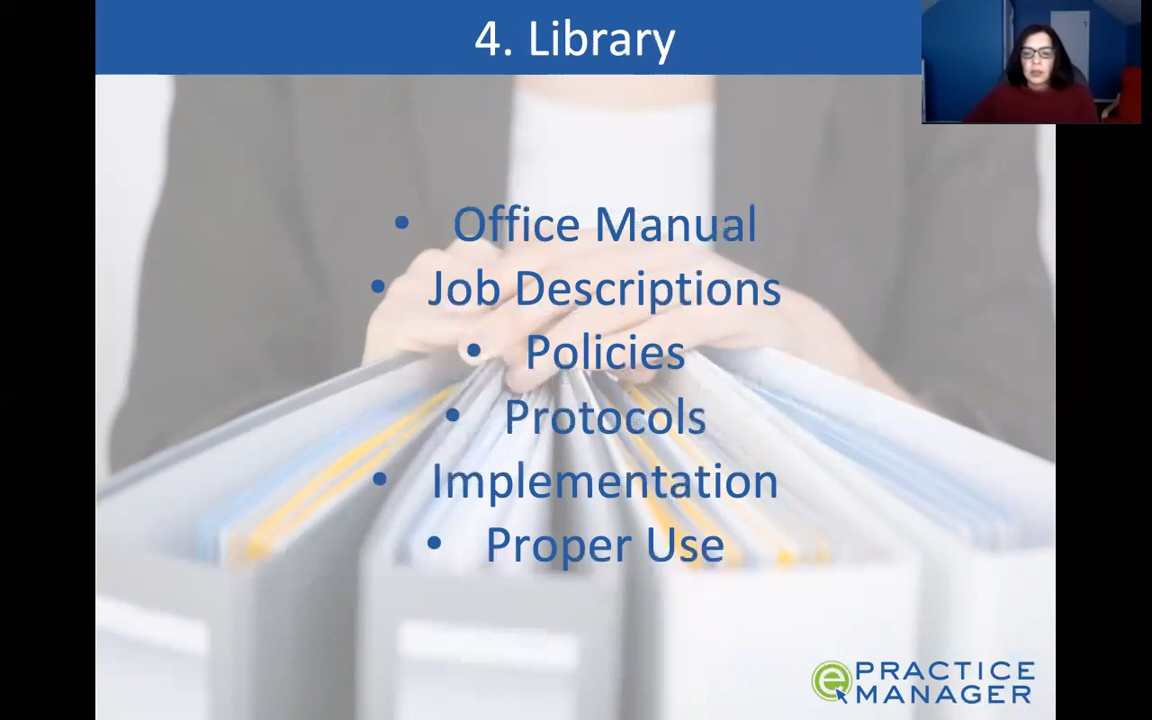 4. Library
• Office Manual
• Job Descriptions
• Policies
• Protocols
• Implementation
• Proper Use
e PRACTICE
MANAGER